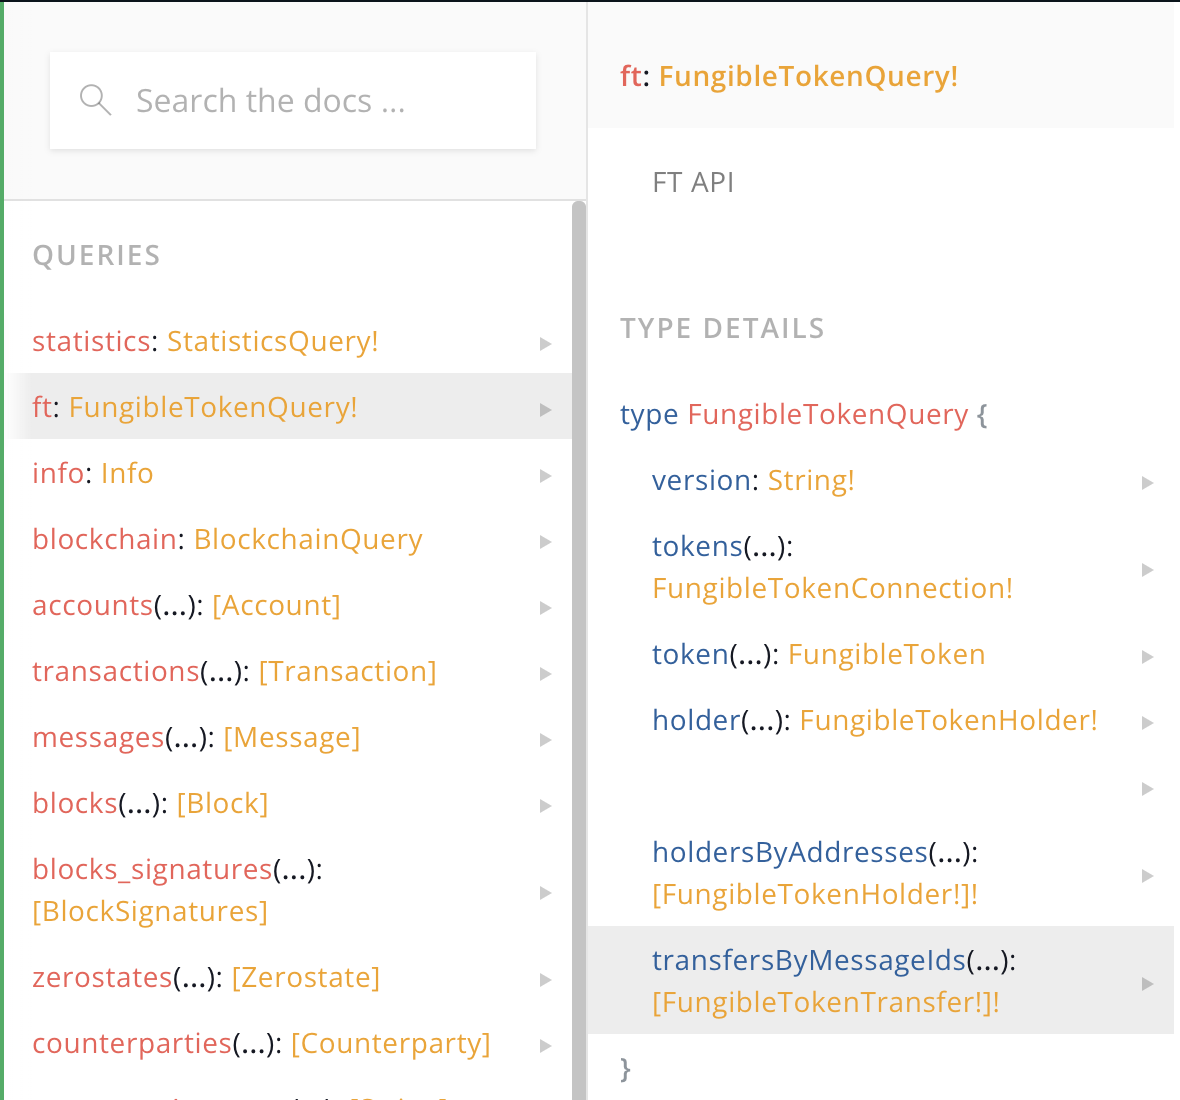 Search the docs ...
QUERIES
statistics: StatisticsQuery!
ft: FungibleTokenQuery!
info: Info
blockchain: BlockchainQuery
accounts(...): [Account]
transactions(...): [Transaction]
messages(...): [Message]
blocks(...): [Block]
blocks_signatures(...):
[BlockSignatures]
zerostates(...): [Zerostate]
counterparties(...): [Counterparty]
ft: FungibleTokenQuery!
FT API
TYPE DETAILS
type FungibleTokenQuery {
version: String!
tokens(...):
FungibleTokenConnection!
token(...): FungibleToken
holder(...): FungibleTokenHolder!
holdersByAddresses(...):
[FungibleTokenHolder!]!
transfersByMessageIds(...):
[FungibleTokenTransfer!]!
}